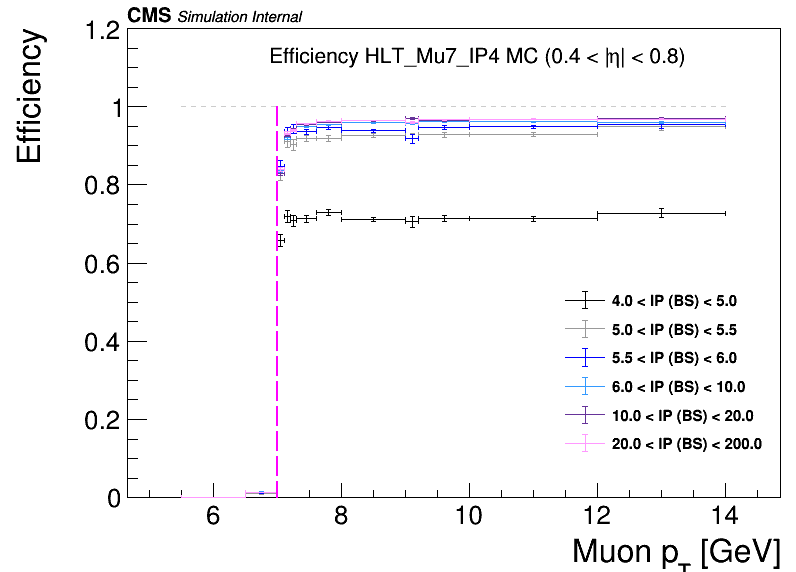 CMS Simulation Internal
Efficiency HLT_Mu7_IP4 MC (0.4 < |η| < 0.8)
Efficiency
1.2
1
0.8
0.6
0.4
0.2
0
4.0 < IP (BS) < 5.0
5.0 < IP (BS) < 5.5
5.5 < IP (BS) < 6.0
6.0 < IP (BS) < 10.0
10.0 < IP (BS) < 20.0
20.0 < IP (BS) < 200.0
6 8 10 12 14
Muon p_T [GeV]